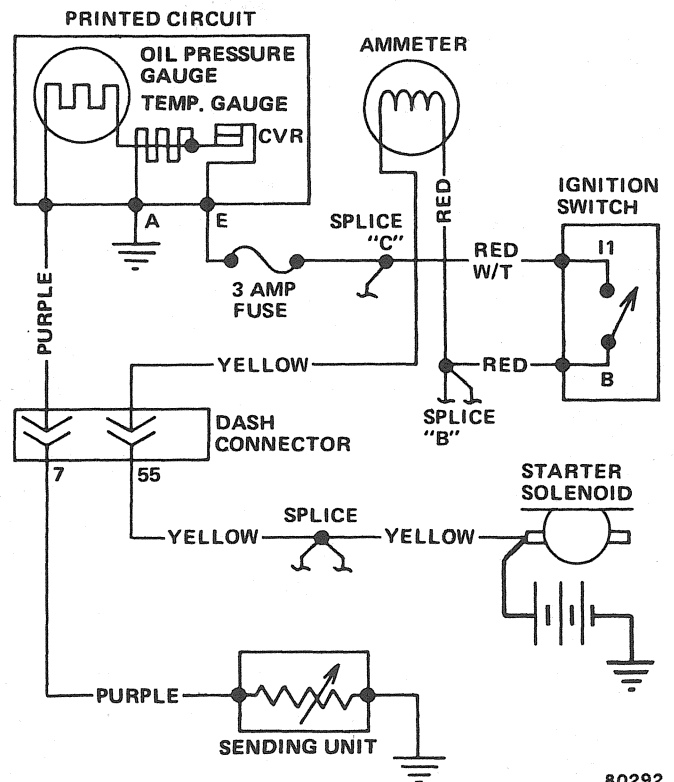 PRINTED CIRCUIT
OIL PRESSURE
GAUGE
TEMP. GAUGE
CVR
A
E
AMMETER
RED
IGNITION
SWITCH
SPLICE
"C"
RED
W/T
I1
3 AMP
FUSE
PURPLE
YELLOW
RED
B
SPLICE
"B"
DASH
CONNECTOR
7
55
STARTER
SOLENOID
SPLICE
YELLOW
YELLOW
PURPLE
SENDING UNIT
80292